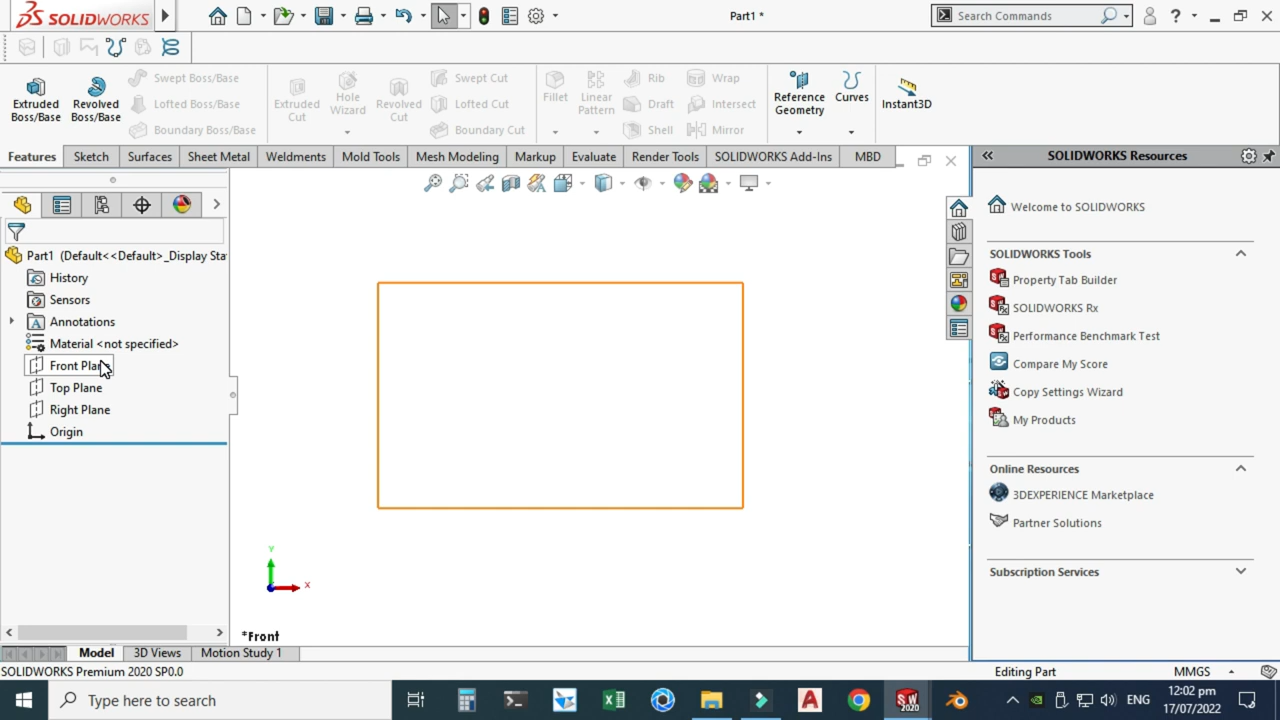 SOLIDWORKS
Part1 *
Search Commands
?
Extruded Boss/Base
Revolved Boss/Base
Swept Boss/Base
Lofted Boss/Base
Boundary Boss/Base
Extruded Cut
Hole Wizard
Revolved Cut
Swept Cut
Lofted Cut
Boundary Cut
Fillet
Linear Pattern
Rib
Draft
Shell
Wrap
Intersect
Mirror
Reference Geometry
Curves
Instant3D
Features
Sketch
Surfaces
Sheet Metal
Weldments
Mold Tools
Mesh Modeling
Markup
Evaluate
Render Tools
SOLIDWORKS Add-Ins
MBD
SOLIDWORKS Resources
Part1 (Default<<Default>_Display Sta
History
Sensors
Annotations
Material <not specified>
Front Plane
Top Plane
Right Plane
Origin
Y
X
*Front
Welcome to SOLIDWORKS
SOLIDWORKS Tools
Property Tab Builder
SOLIDWORKS Rx
Performance Benchmark Test
Compare My Score
Copy Settings Wizard
My Products
Online Resources
3DEXPERIENCE Marketplace
Partner Solutions
Subscription Services
Model
3D Views
Motion Study 1
SOLIDWORKS Premium 2020 SP0.0
Editing Part
MMGS
Type here to search
SW
2020
ENG
12:02 pm
17/07/2022